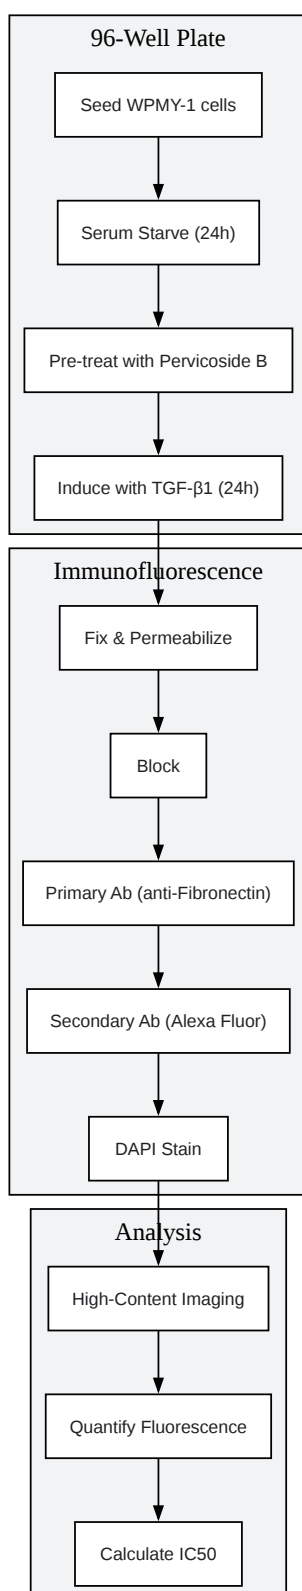 96-Well Plate
Seed WPMY-1 cells
Serum Starve (24h)
Pre-treat with Pervicoside B
Induce with TGF-β1 (24h)
Immunofluorescence
Fix & Permeabilize
Block
Primary Ab (anti-Fibronectin)
Secondary Ab (Alexa Fluor)
DAPI Stain
Analysis
High-Content Imaging
Quantify Fluorescence
Calculate IC50